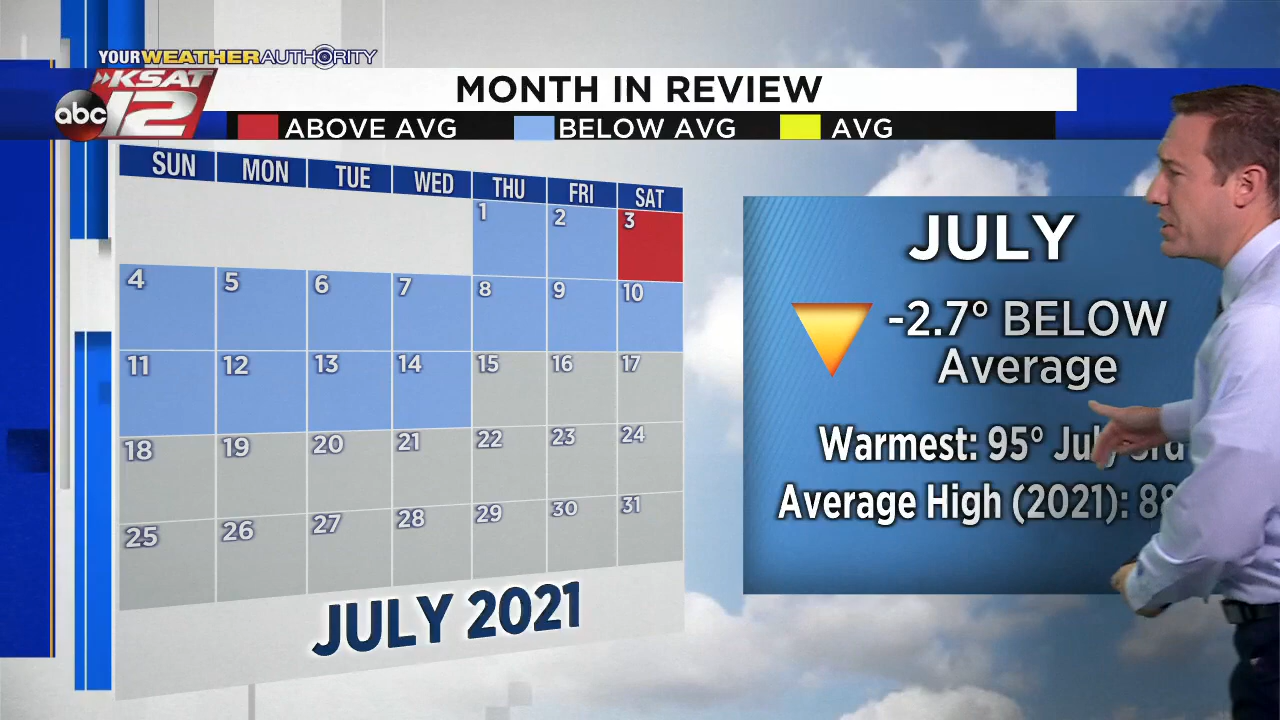 YOUR WEATHER AUTHORITY
KSAT
abc 12
MONTH IN REVIEW
ABOVE AVG BELOW AVG AVG
SUN MON TUE WED THU FRI SAT
1 2 3
4 5 6 7 8 9 10
11 12 13 14 15 16 17
18 19 20 21 22 23 24
25 26 27 28 29 30 31
JULY 2021
JULY
-2.7° BELOW
Average
Warmest: 95° July 3rd
Average High (2021):